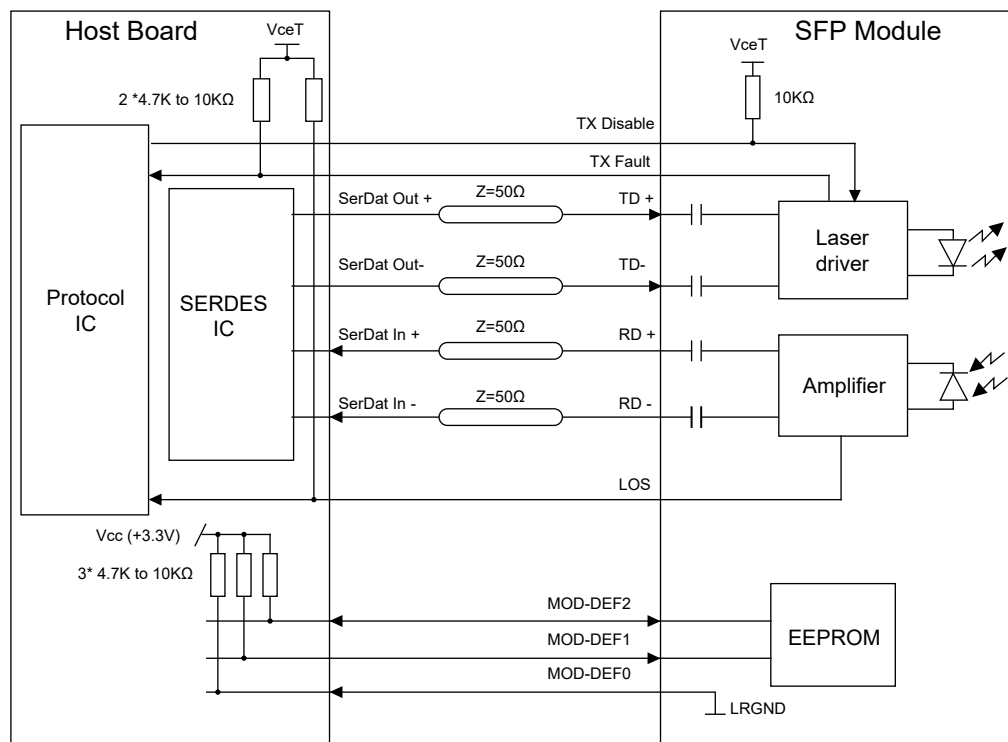 Host Board
SFP Module
VceT
VceT
2 *4.7K to 10KΩ
10KΩ
TX Disable
TX Fault
SerDat Out +
Z=50Ω
TD +
Laser
driver
SerDat Out-
Z=50Ω
TD-
Protocol
IC
SERDES
IC
SerDat In +
Z=50Ω
RD +
Amplifier
SerDat In -
Z=50Ω
RD -
LOS
Vcc (+3.3V)
3* 4.7K to 10KΩ
MOD-DEF2
EEPROM
MOD-DEF1
MOD-DEF0
LRGND